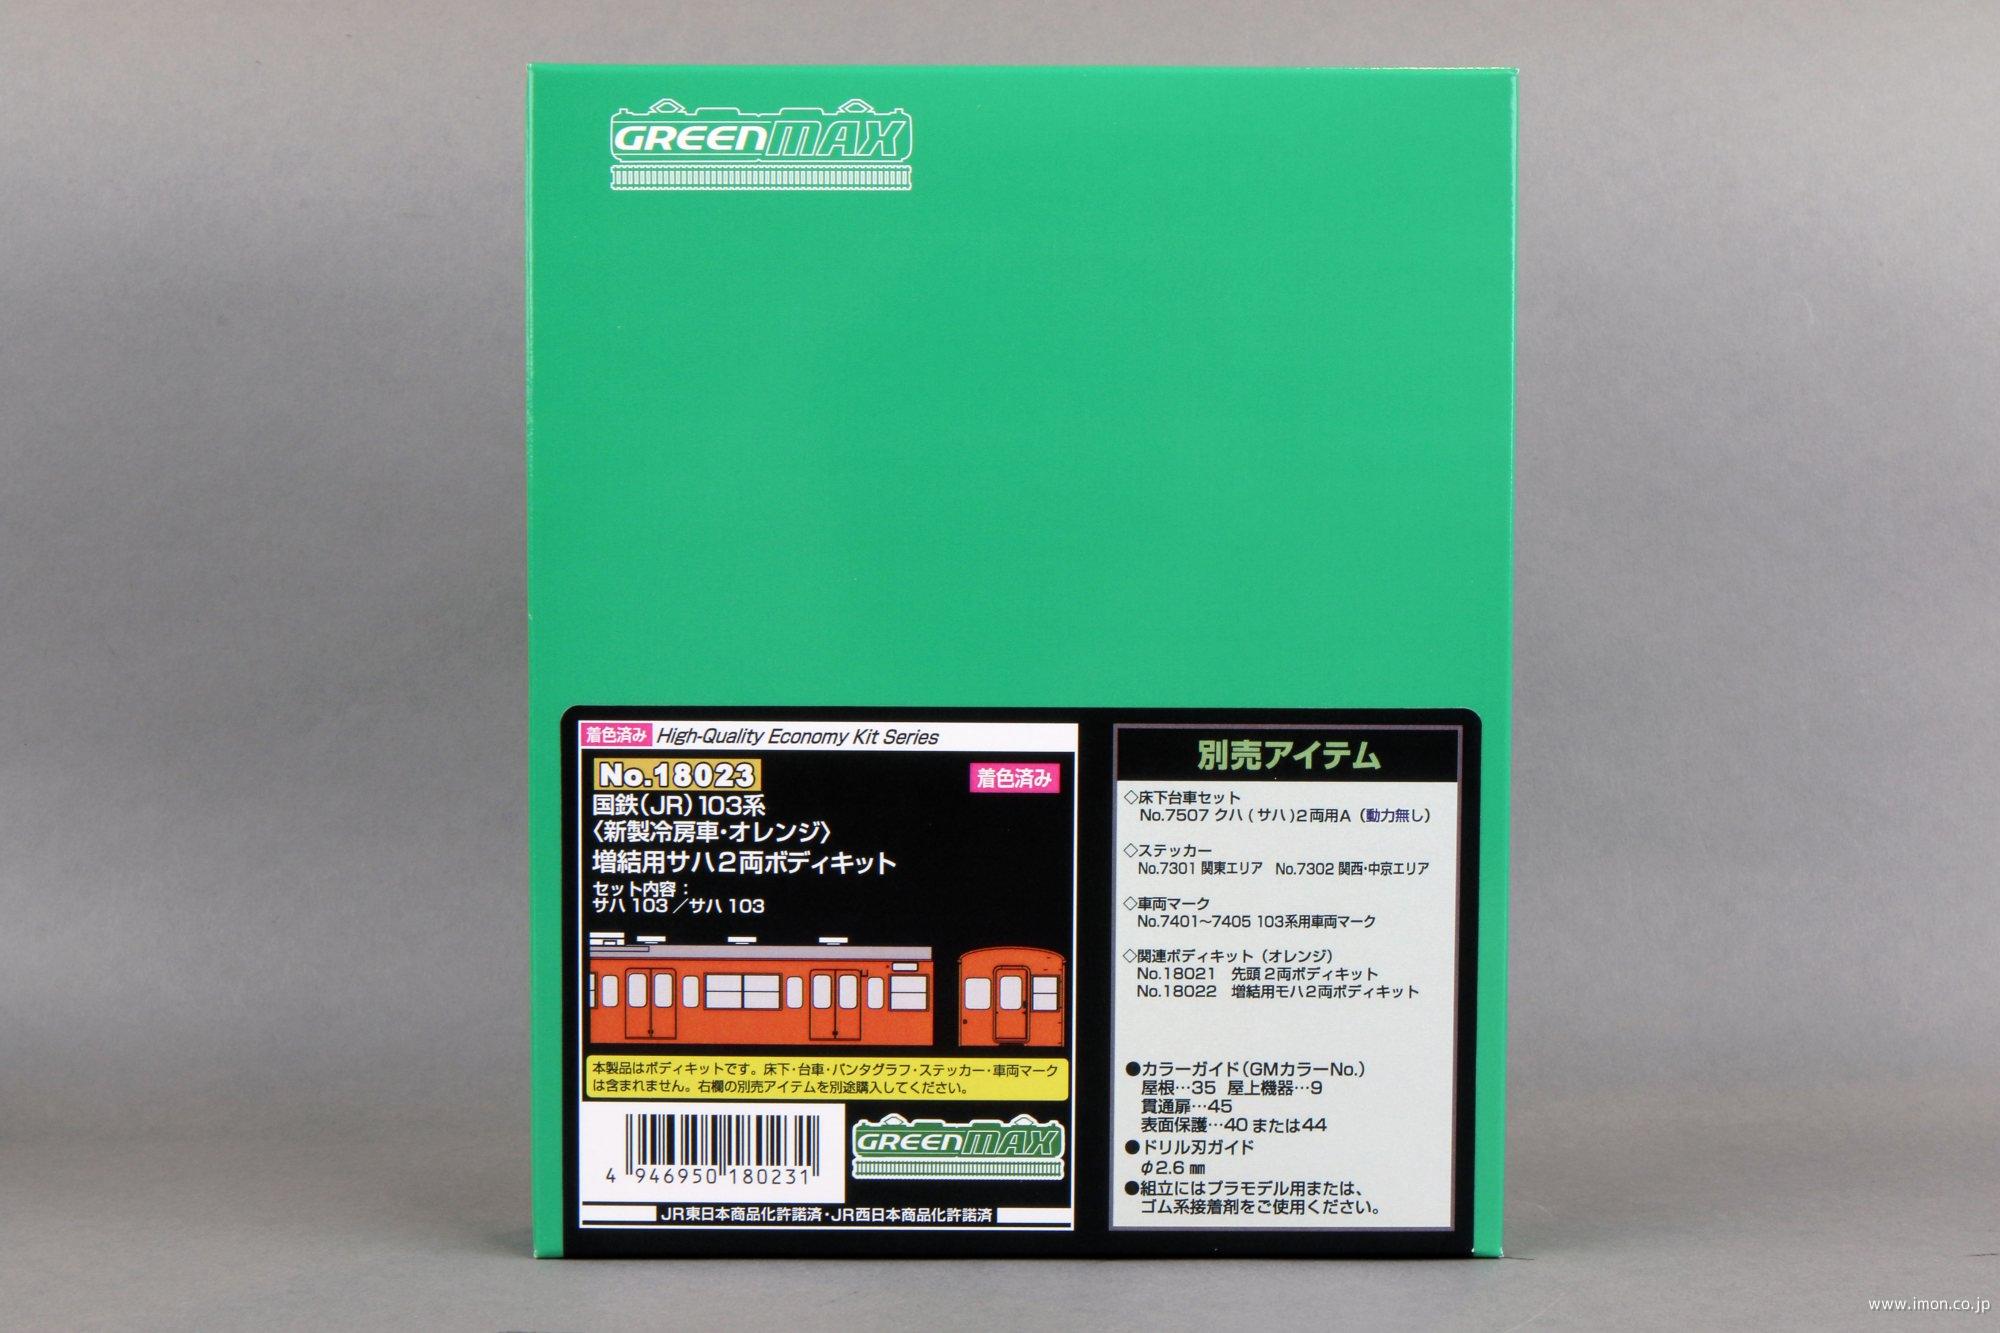 GREENMAX
着色済み High-Quality Economy Kit Series
No.18023
着色済み
国鉄(JR)103系
〈新製冷房車・オレンジ〉
増結用サハ2両ボディキット
セット内容：
サハ 103 ／サハ 103
本製品はボディキットです。床下・台車・パンタグラフ・ステッカー・車両マーク
は含まれません。右欄の別売アイテムを別途購入してください。
4 946950 180231
GREENMAX
JR東日本商品化許諾済・JR西日本商品化許諾済
別売アイテム
◇床下台車セット
No.7507 クハ(サハ)2両用A（動力無し）
◇ステッカー
No.7301 関東エリア No.7302 関西・中京エリア
◇車両マーク
No.7401～7405 103系用車両マーク
◇関連ボディキット（オレンジ）
No.18021 先頭2両ボディキット
No.18022 増結用モハ2両ボディキット
●カラーガイド(GMカラーNo.)
屋根…35 屋上機器…9
貫通扉…45
表面保護…40または44
●ドリル刃ガイド
φ2.6㎜
●組立にはプラモデル用または、
ゴム系接着剤をご使用ください。
www.imon.co.jp